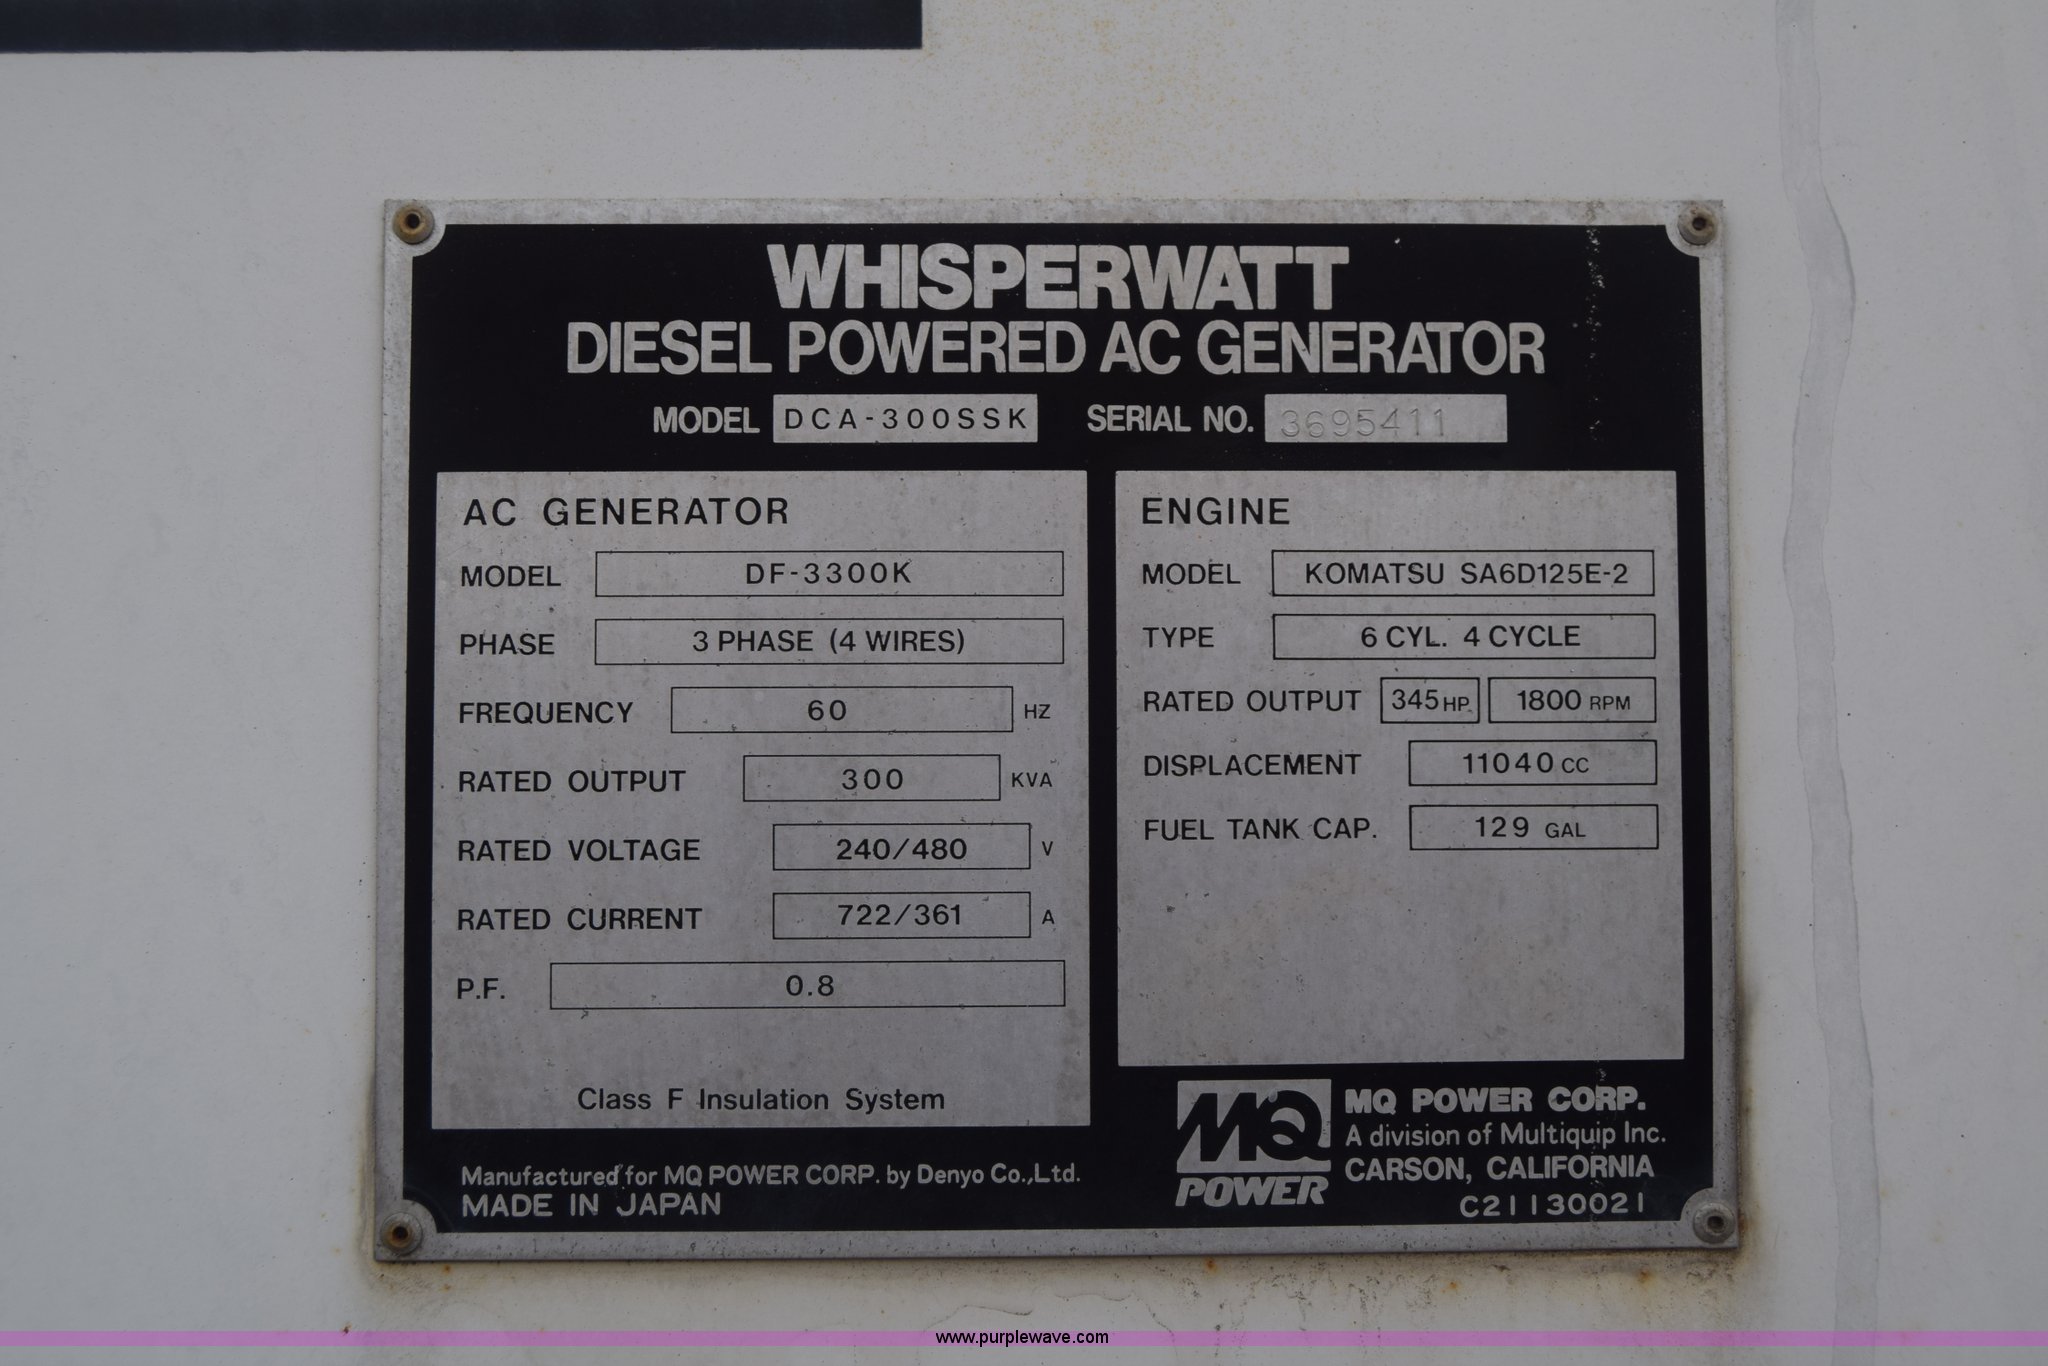 WHISPERWATT
DIESEL POWERED AC GENERATOR
MODEL DCA-300SSK SERIAL NO. 3695411
AC GENERATOR
MODEL DF-3300K
PHASE 3 PHASE (4 WIRES)
FREQUENCY 60 HZ
RATED OUTPUT 300 KVA
RATED VOLTAGE 240/480 V
RATED CURRENT 722/361 A
P.F. 0.8
Class F Insulation System
ENGINE
MODEL KOMATSU SA6D125E-2
TYPE 6 CYL. 4 CYCLE
RATED OUTPUT 345 HP. 1800 RPM
DISPLACEMENT 11040 CC
FUEL TANK CAP. 129 GAL
Manufactured for MQ POWER CORP. by Denyo Co.,Ltd.
MADE IN JAPAN
MQ
POWER
MQ POWER CORP.
A division of Multiquip Inc.
CARSON, CALIFORNIA
C21130021
www.purplewave.com